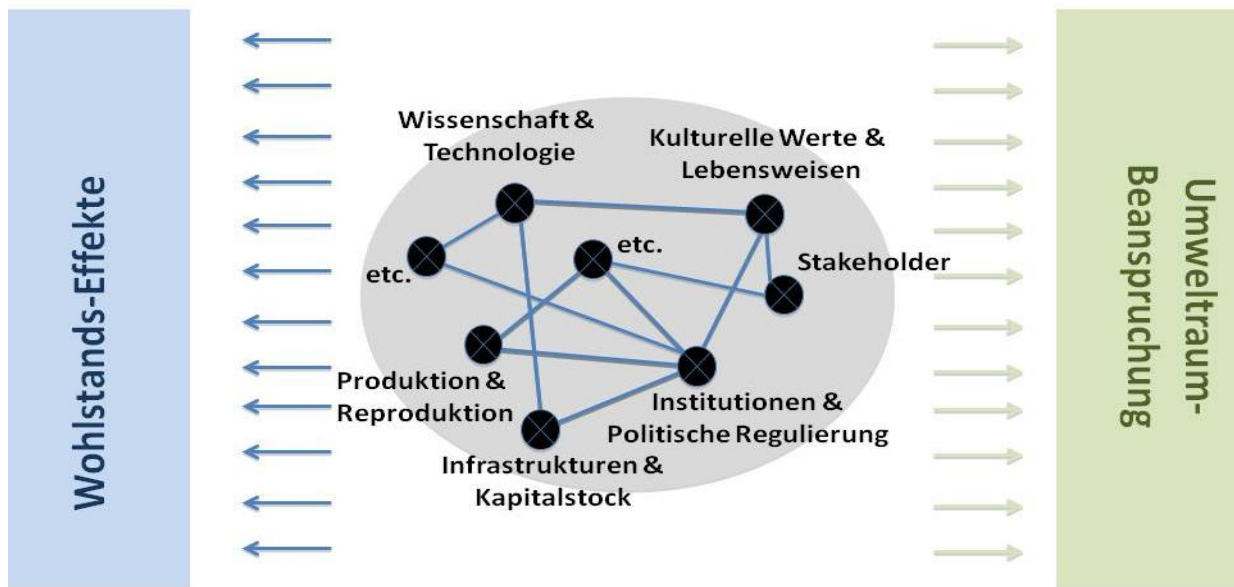 Wohlstands-Effekte
Wissenschaft &
Technologie
Kulturelle Werte &
Lebensweisen
etc.
etc.
Stakeholder
Produktion &
Reproduktion
Institutionen &
Politische Regulierung
Infrastrukturen &
Kapitalstock
Umweltraum-
Beanspruchung